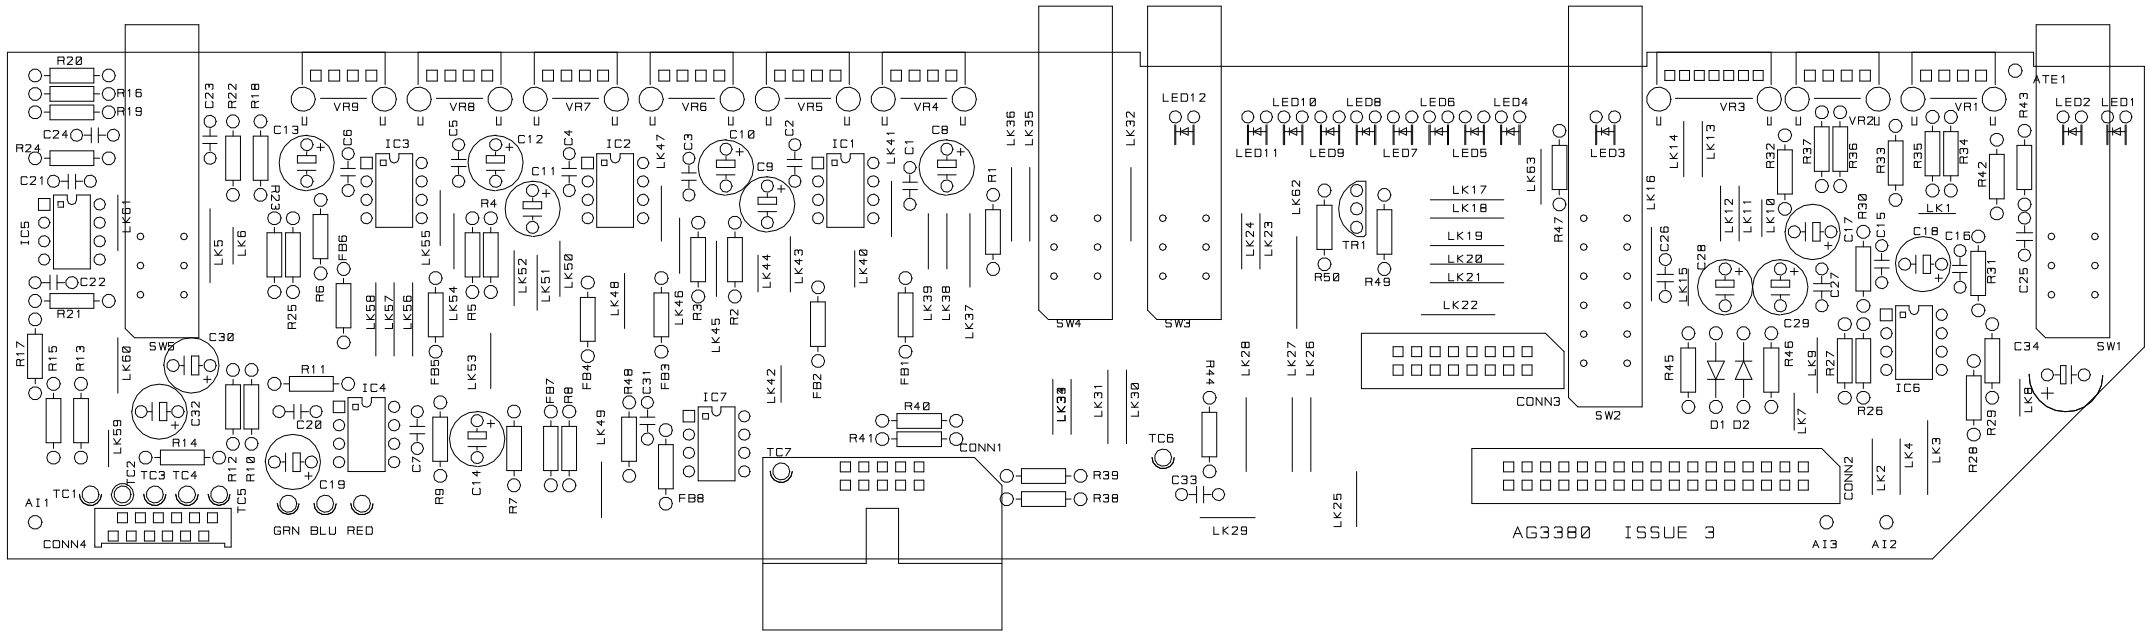 R20
R16
R19
C24
R24
C21
IC5
C22
R21
R17
R15
R13
LK61
LK60
LK59
SW5
C23
R22
R18
LK5
LK6
R23
R25
C13
C6
VR9
IC3
R6
FB6
LK58
LK57
LK56
C30
C32
R14
R12
R10
R11
C20
C19
IC4
C7
TC1
TC2
TC3
TC4
TC5
AI1
CONN4
GRN
BLU
RED
VR8
C5
C12
LK55
LK54
R4
R5
C11
FB5
LK53
LK52
LK51
LK50
R9
C14
R7
VR7
C4
IC2
LK47
LK48
FB4
FB7
R8
LK49
R48
C31
FB8
IC7
VR6
C3
C10
C9
R3
R2
LK46
LK45
LK44
LK43
FB3
LK42
TC7
VR5
C2
IC1
LK41
LK40
FB2
FB1
VR4
C8
C1
R1
LK39
LK38
LK37
R40
R41
CONN1
R39
R38
LK36
LK35
SW4
LK32
LK31
LK30
TC6
C33
LK29
LED12
SW3
R44
LK28
LK27
LK26
LK25
LED10
LED8
LED6
LED4
LED11
LED9
LED7
LED5
LK62
LK24
LK23
R50
TR1
R49
LK17
LK18
LK19
LK20
LK21
LK22
LK63
R47
LED3
CONN3
SW2
LK16
C26
LK15
LK14
LK13
LK12
LK11
LK10
VR3
R32
R37
R36
VR2
C28
C29
C17
C27
R45
D1
D2
R46
LK9
LK7
R27
R26
R30
C15
R33
R35
R34
VR1
LK1
C18
C16
R31
IC6
R42
R43
C25
ATE1
LED2
LED1
SW1
C34
LK8
R29
R28
LK3
LK4
LK2
CONN2
AG3380 ISSUE 3
AI3
AI2